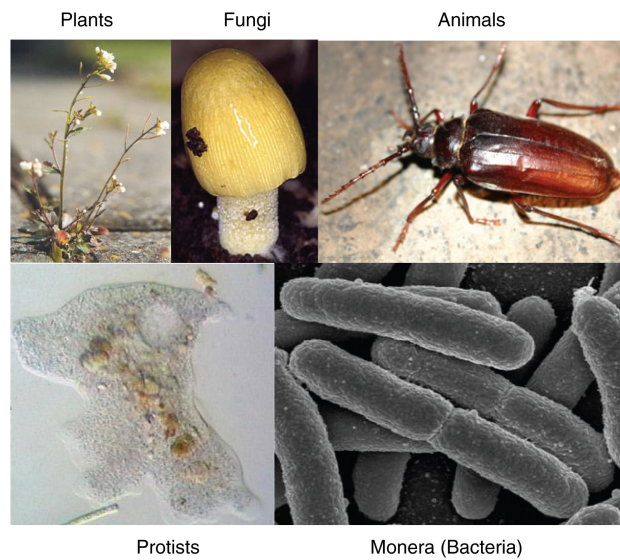 Plants
Fungi
Animals
Protists
Monera (Bacteria)